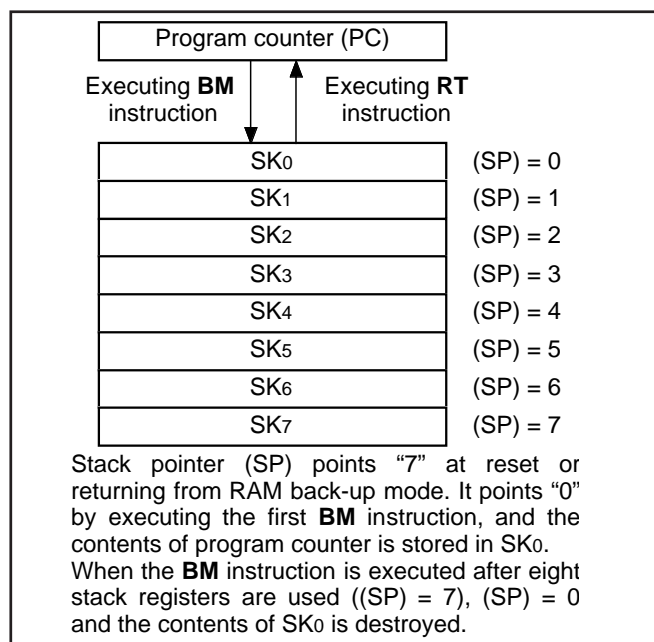 Program counter (PC)
Executing BM
instruction
Executing RT
instruction
SK0
(SP) = 0
SK1
(SP) = 1
SK2
(SP) = 2
SK3
(SP) = 3
SK4
(SP) = 4
SK5
(SP) = 5
SK6
(SP) = 6
SK7
(SP) = 7
Stack pointer (SP) points “7” at reset or
returning from RAM back-up mode. It points “0”
by executing the first BM instruction, and the
contents of program counter is stored in SK0.
When the BM instruction is executed after eight
stack registers are used ((SP) = 7), (SP) = 0
and the contents of SK0 is destroyed.